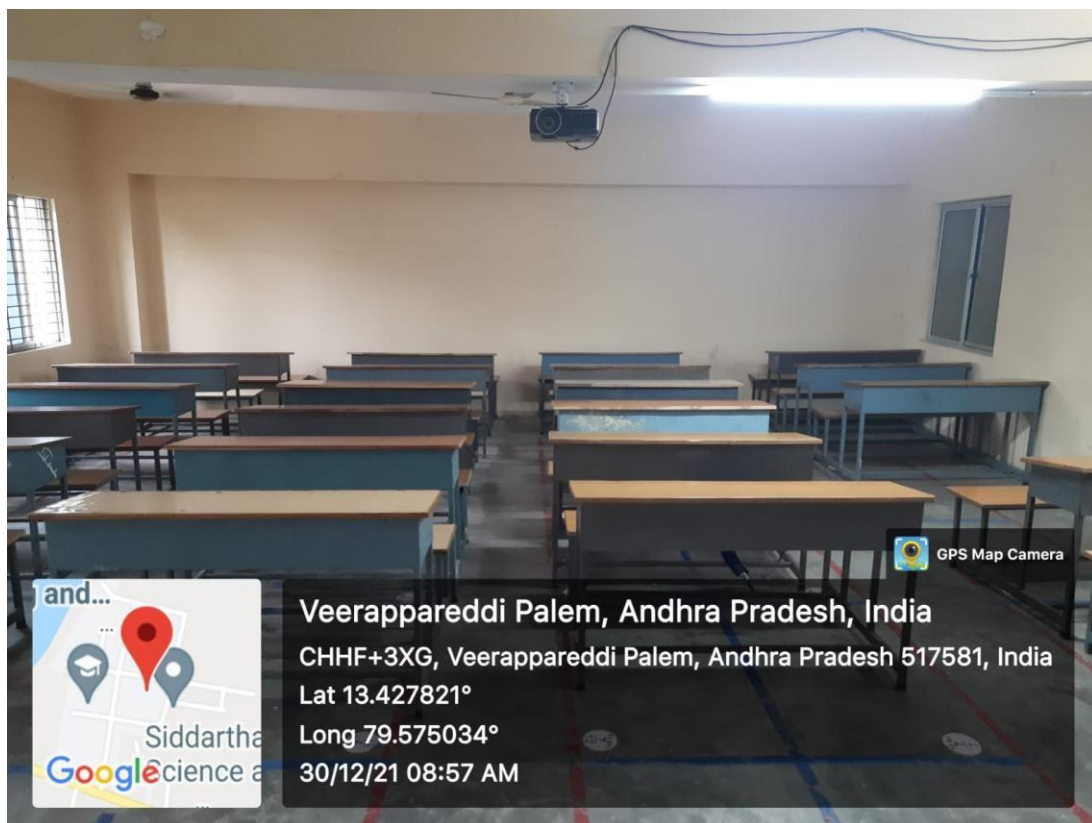 GPS Map Camera
and...
...
Siddartha
Science a
...
Google
Veerappareddi Palem, Andhra Pradesh, India
CHHF+3XG, Veerappareddi Palem, Andhra Pradesh 517581, India
Lat 13.427821°
Long 79.575034°
30/12/21 08:57 AM